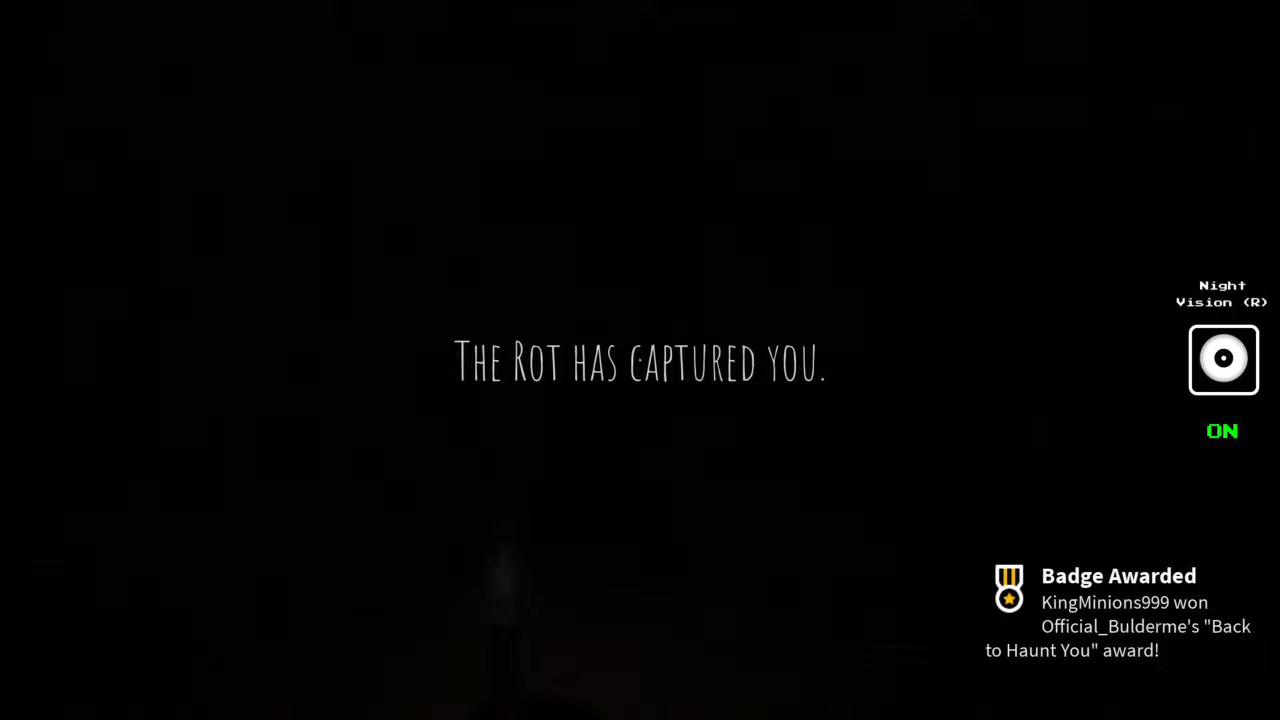 Night
Vision (R)
THE ROT HAS CAPTURED YOU.
ON
Badge Awarded
KingMinions999 won
Official_Bulderme's "Back
to Haunt You" award!